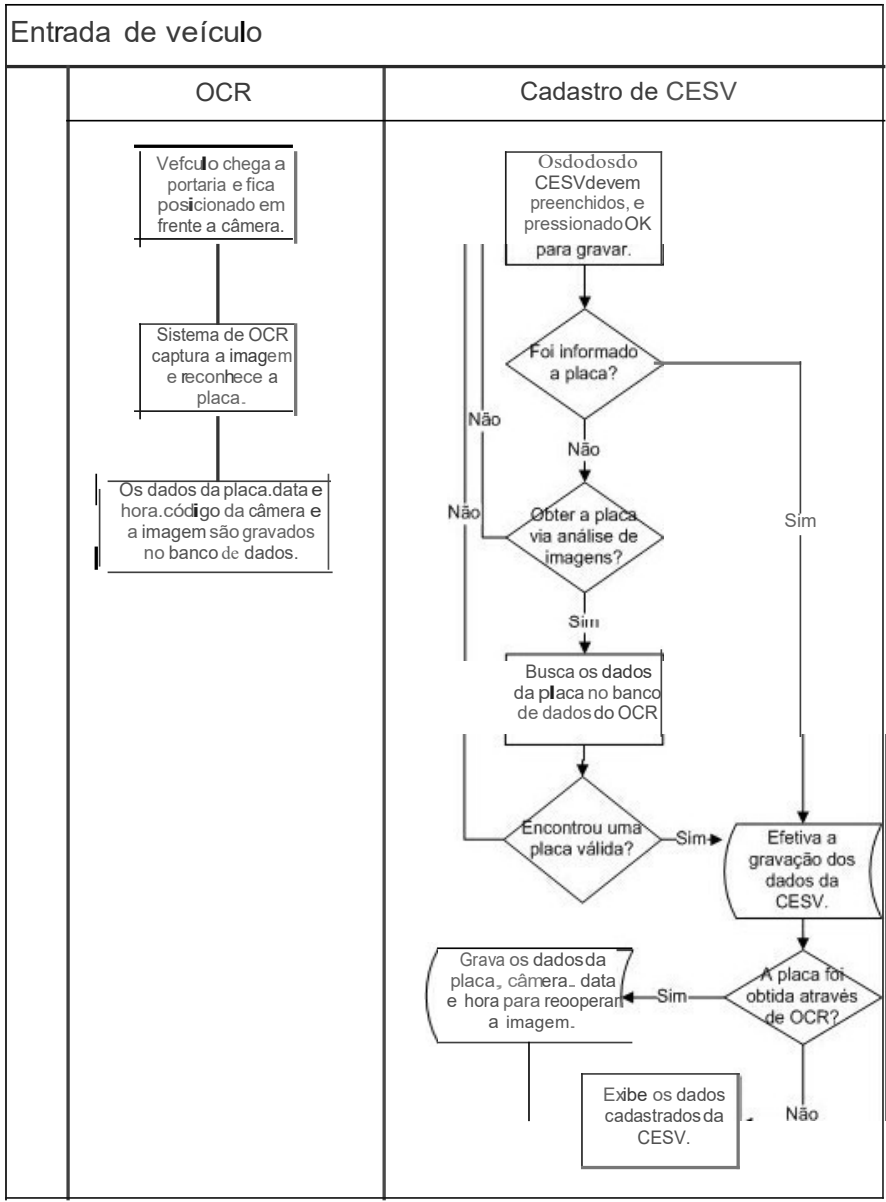 Entrada de veículo
OCR
Cadastro de CESV
Vefculo chega a
portaria e fica
posicionado em
frente a câmera.
Sistema de OCR
captura a imagem
e reconhece a
placa.
Os dados da placa.data e
hora.código da câmera e
a imagem são gravados
no banco de dados.
Osdodosdo
CESVdevem
preenchidos, e
pressionadoOK
para gravar.
Foi informado
a placa?
Não
Não
Não
Obter a placa
via análise de
imagens?
Sim
Sim
Busca os dados
da placa no banco
de dados do OCR
Encontrou uma
placa válida?
Sim
Efetiva a
gravação dos
dados da
CESV.
Grava os dados da
placa,, câmera.. data
e hora para reooperan
a imagem..
Sim
A placa foi
obtida através
de OCR?
Exibe os dados
cadastrados da
CESV.
Não